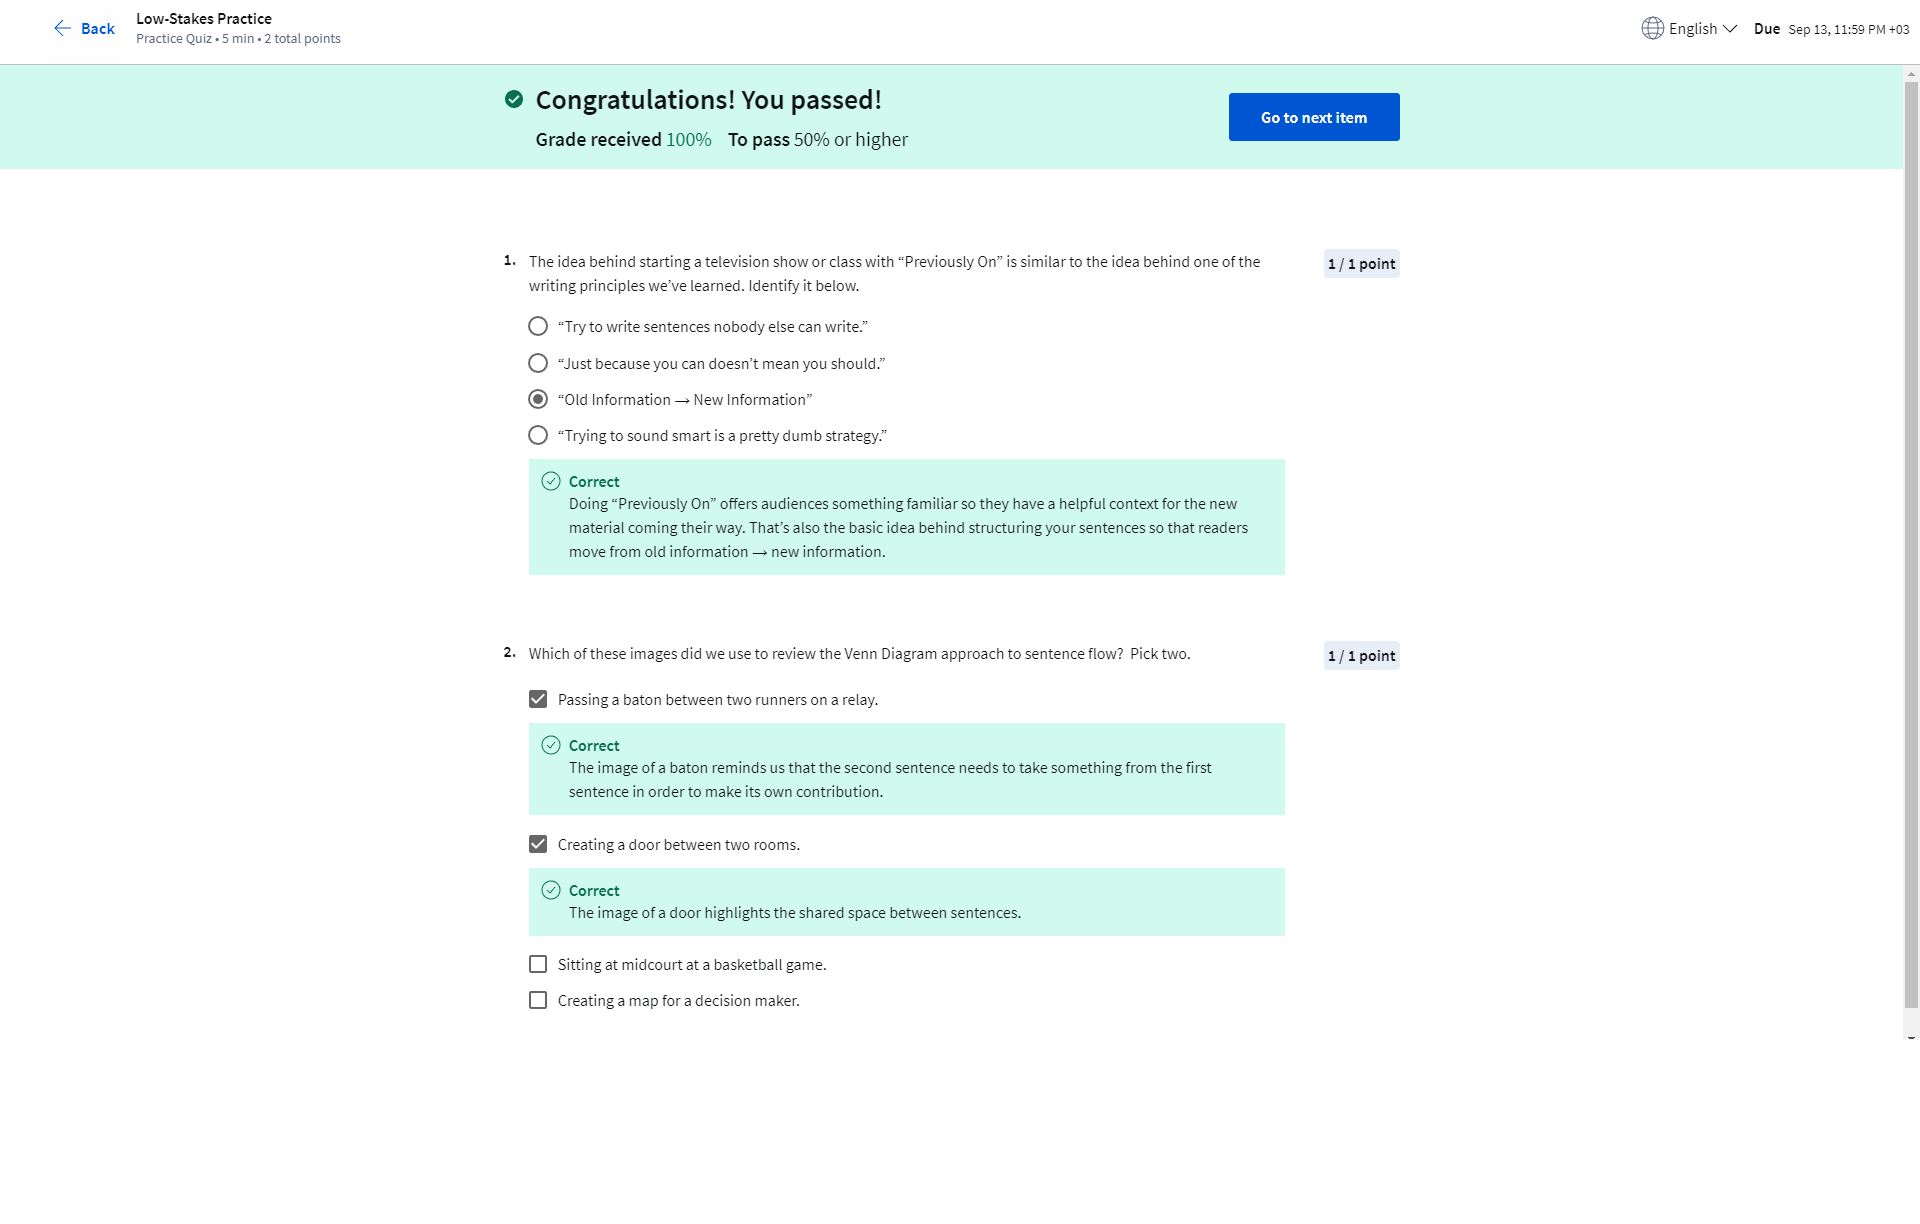 Back
Low-Stakes Practice
Practice Quiz • 5 min • 2 total points
English
Due Sep 13, 11:59 PM +03
Congratulations! You passed!
Grade received 100% To pass 50% or higher
Go to next item
1. The idea behind starting a television show or class with “Previously On” is similar to the idea behind one of the
writing principles we’ve learned. Identify it below.
1 / 1 point
“Try to write sentences nobody else can write.”
“Just because you can doesn’t mean you should.”
“Old Information → New Information”
“Trying to sound smart is a pretty dumb strategy.”
Correct
Doing “Previously On” offers audiences something familiar so they have a helpful context for the new
material coming their way. That’s also the basic idea behind structuring your sentences so that readers
move from old information → new information.
2. Which of these images did we use to review the Venn Diagram approach to sentence flow? Pick two.
1 / 1 point
Passing a baton between two runners on a relay.
Correct
The image of a baton reminds us that the second sentence needs to take something from the first
sentence in order to make its own contribution.
Creating a door between two rooms.
Correct
The image of a door highlights the shared space between sentences.
Sitting at midcourt at a basketball game.
Creating a map for a decision maker.